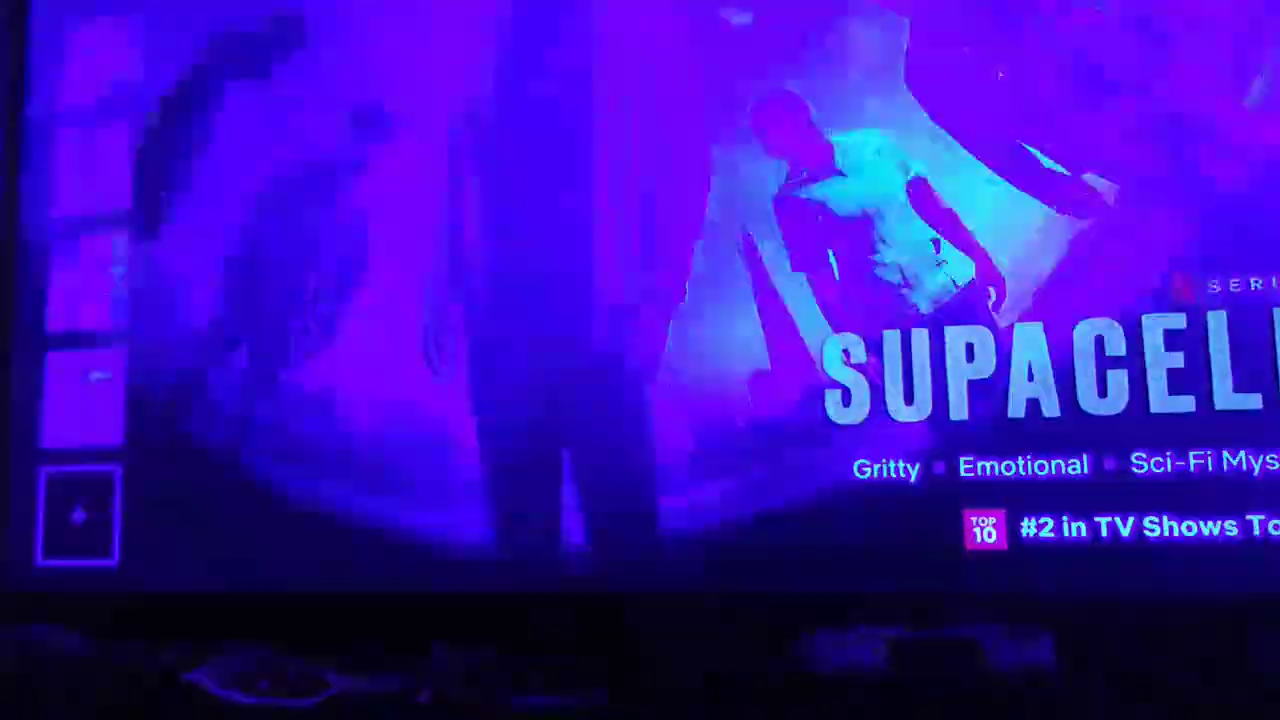 SERI
SUPACEL
Gritty Emotional Sci-Fi Mys
TOP 10 #2 in TV Shows To